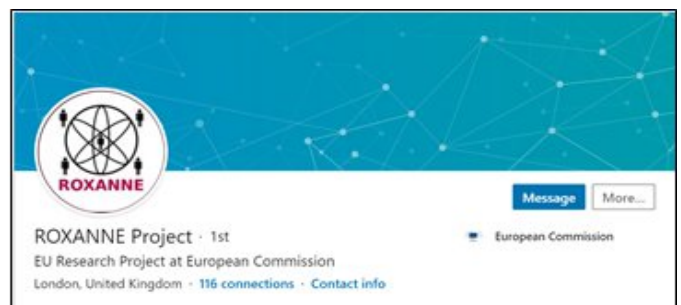 ROXANNE
Message More...
ROXANNE Project · 1st
European Commission
EU Research Project at European Commission
London, United Kingdom · 116 connections · Contact info